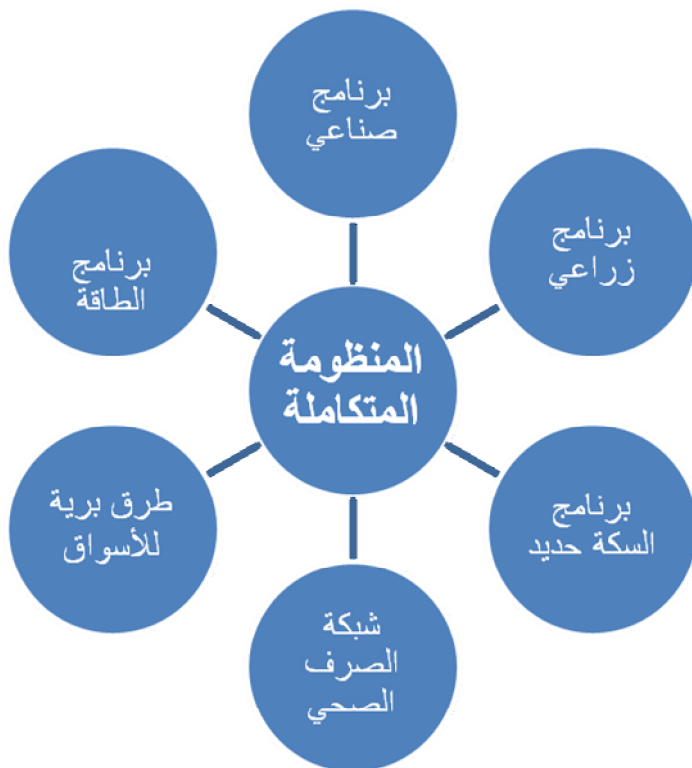 برنامج
صناعي
برنامج
زراعي
برنامج
الطاقة
المنظومة
المتكاملة
برنامج
السكة حديد
طرق برية
للأسواق
شبكة
الصرف
الصحي